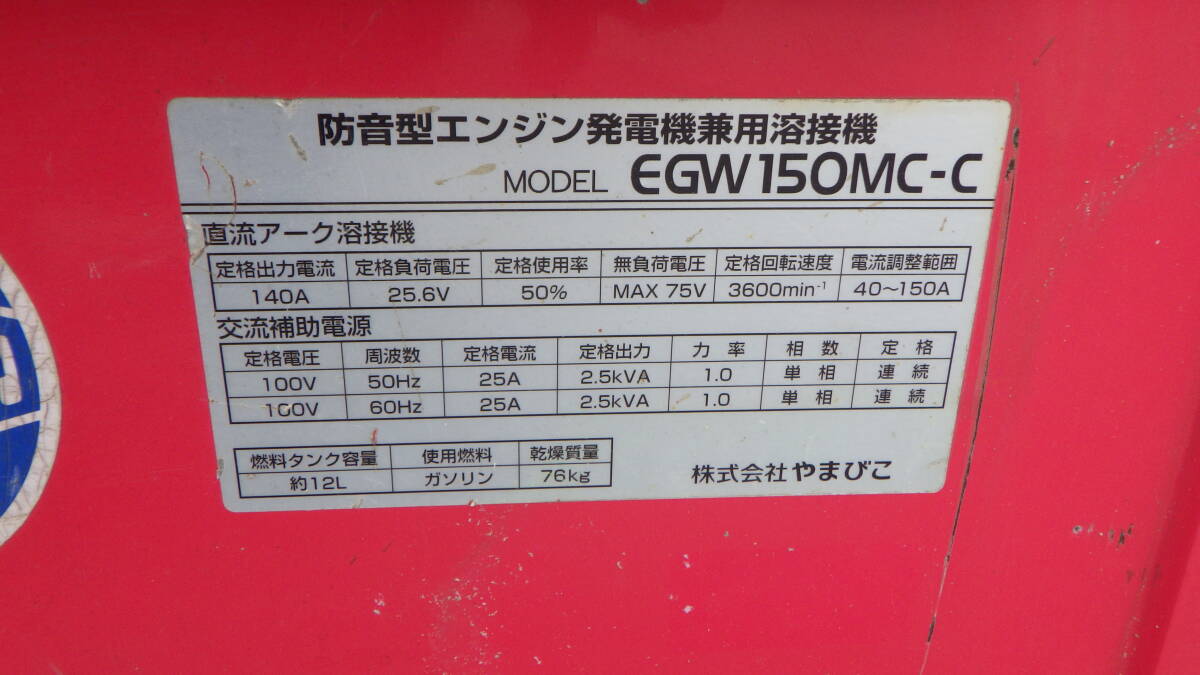 防音型エンジン発電機兼用溶接機
MODEL EGW150MC-C
直流アーク溶接機
定格出力電流 定格負荷電圧 定格使用率 無負荷電圧 定格回転速度 電流調整範囲
140A 25.6V 50% MAX 75V 3600min⁻¹ 40～150A
交流補助電源
定格電圧 周波数 定格電流 定格出力 力率 相数 定格
100V 50Hz 25A 2.5kVA 1.0 単相 連続
100V 60Hz 25A 2.5kVA 1.0 単相 連続
燃料タンク容量 使用燃料 乾燥質量
約12L ガソリン 76kg
株式会社 やまびこ